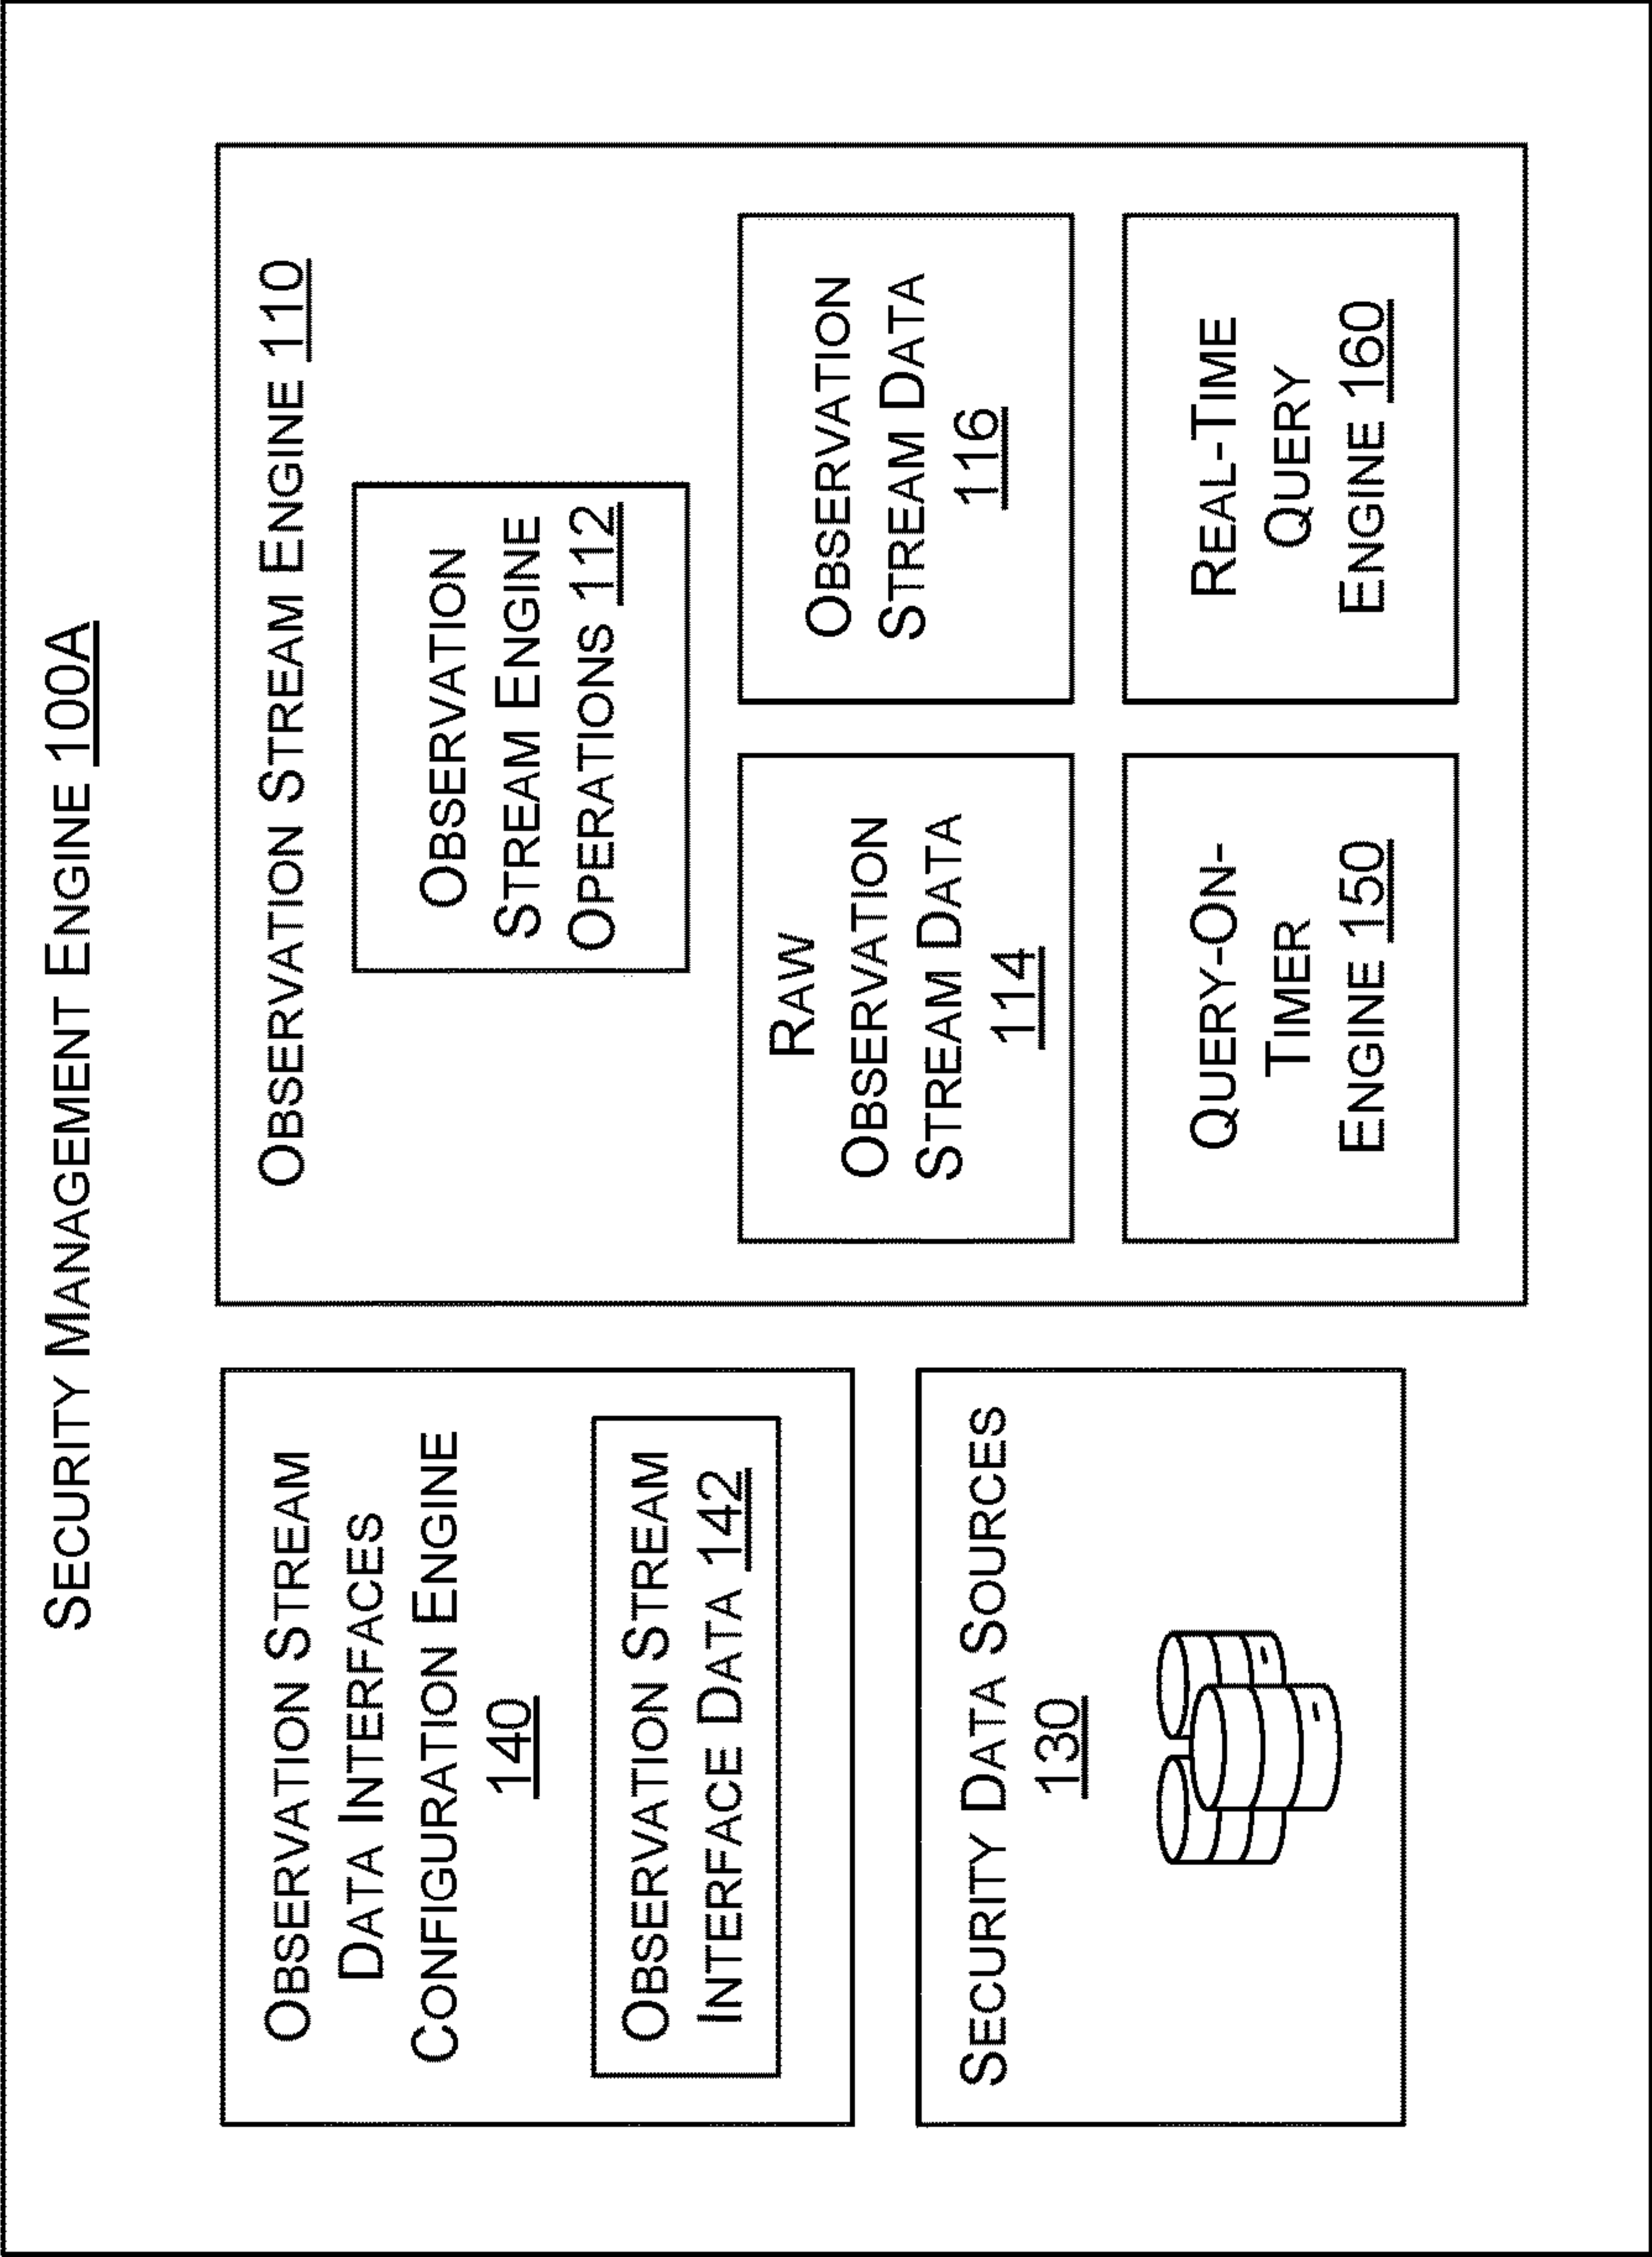 SECURITY MANAGEMENT ENGINE 100A
OBSERVATION STREAM
DATA INTERFACES
CONFIGURATION ENGINE
140
OBSERVATION STREAM
INTERFACE DATA 142
SECURITY DATA SOURCES
130
OBSERVATION STREAM ENGINE 110
OBSERVATION
STREAM ENGINE
OPERATIONS 112
RAW
OBSERVATION
STREAM DATA
114
OBSERVATION
STREAM DATA
116
QUERY-ON-
TIMER
ENGINE 150
REAL-TIME
QUERY
ENGINE 160